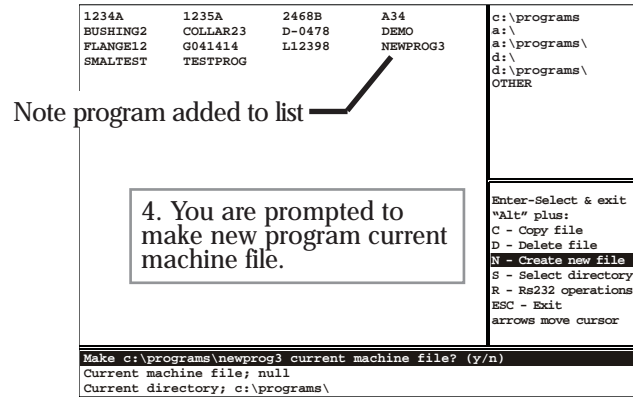 1234A 1235A 2468B A34
BUSHING2 COLLAR23 D-0478 DEMO
FLANGE12 G041414 L12398 NEWPROG3
SMALTEST TESTPROG
Note program added to list
4. You are prompted to
make new program current
machine file.
c:\programs
a:\
a:\programs\
d:\
d:\programs\
OTHER
Enter-Select & exit
“Alt” plus:
C - Copy file
D - Delete file
N - Create new file
S - Select directory
R - Rs232 operations
ESC - Exit
arrows move cursor
Make c:\programs\newprog3 current machine file? (y/n)
Current machine file; null
Current directory; c:\programs\